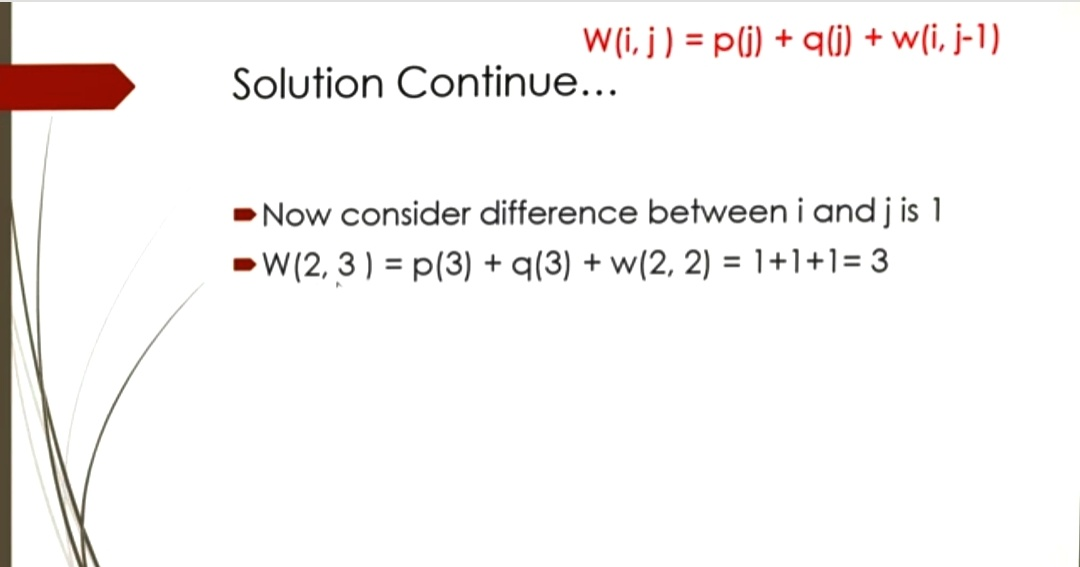 W(i, j ) = p(j) + q(j) + w(i, j-1)
Solution Continue...
Now consider difference between i and j is 1
W(2, 3 ) = p(3) + q(3) + w(2, 2) = 1+1+1= 3